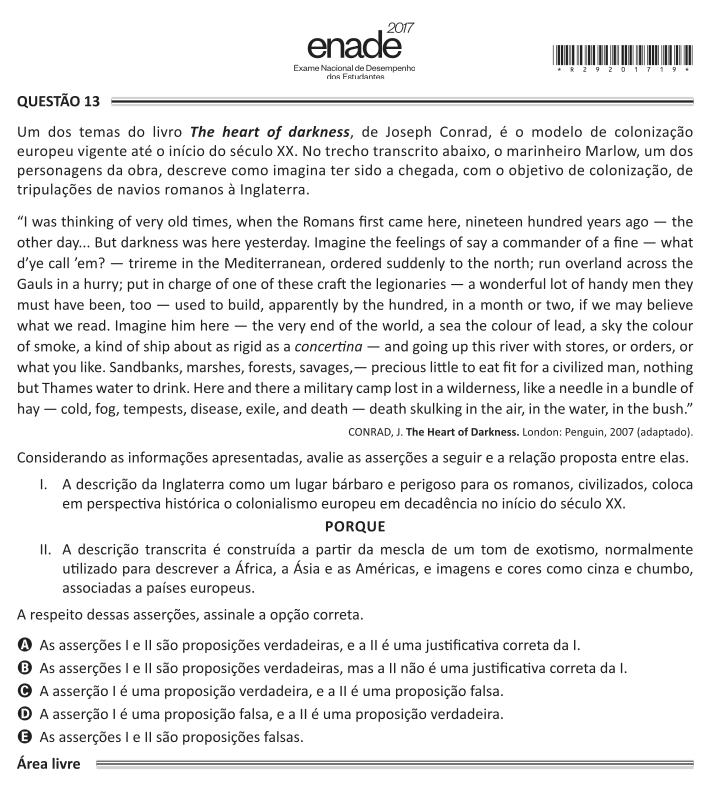 2017
enade
Exame Nacional de Desempenho
dos Estudantes
* R 2 9 2 0 1 7 1 9 *
QUESTÃO 13
Um dos temas do livro The heart of darkness, de Joseph Conrad, é o modelo de colonização
europeu vigente até o início do século XX. No trecho transcrito abaixo, o marinheiro Marlow, um dos
personagens da obra, descreve como imagina ter sido a chegada, com o objetivo de colonização, de
tripulações de navios romanos à Inglaterra.
“I was thinking of very old times, when the Romans first came here, nineteen hundred years ago — the
other day... But darkness was here yesterday. Imagine the feelings of say a commander of a fine — what
d’ye call ’em? — trireme in the Mediterranean, ordered suddenly to the north; run overland across the
Gauls in a hurry; put in charge of one of these craft the legionaries — a wonderful lot of handy men they
must have been, too — used to build, apparently by the hundred, in a month or two, if we may believe
what we read. Imagine him here — the very end of the world, a sea the colour of lead, a sky the colour
of smoke, a kind of ship about as rigid as a concertina — and going up this river with stores, or orders, or
what you like. Sandbanks, marshes, forests, savages,— precious little to eat fit for a civilized man, nothing
but Thames water to drink. Here and there a military camp lost in a wilderness, like a needle in a bundle of
hay — cold, fog, tempests, disease, exile, and death — death skulking in the air, in the water, in the bush.”
CONRAD, J. The Heart of Darkness. London: Penguin, 2007 (adaptado).
Considerando as informações apresentadas, avalie as asserções a seguir e a relação proposta entre elas.
I. A descrição da Inglaterra como um lugar bárbaro e perigoso para os romanos, civilizados, coloca
em perspectiva histórica o colonialismo europeu em decadência no início do século XX.
PORQUE
II. A descrição transcrita é construída a partir da mescla de um tom de exotismo, normalmente
utilizado para descrever a África, a Ásia e as Américas, e imagens e cores como cinza e chumbo,
associadas a países europeus.
A respeito dessas asserções, assinale a opção correta.
A As asserções I e II são proposições verdadeiras, e a II é uma justificativa correta da I.
B As asserções I e II são proposições verdadeiras, mas a II não é uma justificativa correta da I.
C A asserção I é uma proposição verdadeira, e a II é uma proposição falsa.
D A asserção I é uma proposição falsa, e a II é uma proposição verdadeira.
E As asserções I e II são proposições falsas.
Área livre